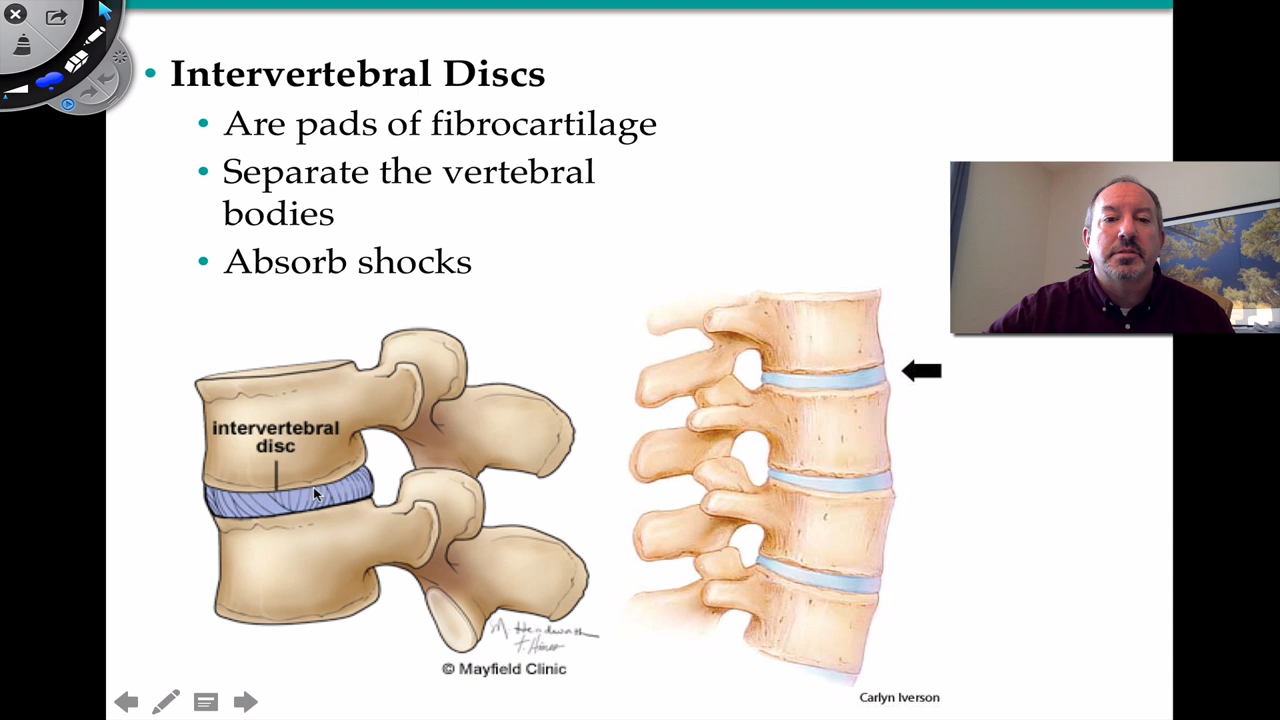 Intervertebral Discs
Are pads of fibrocartilage
Separate the vertebral
bodies
Absorb shocks
intervertebral
disc
© Mayfield Clinic
Carlyn Iverson